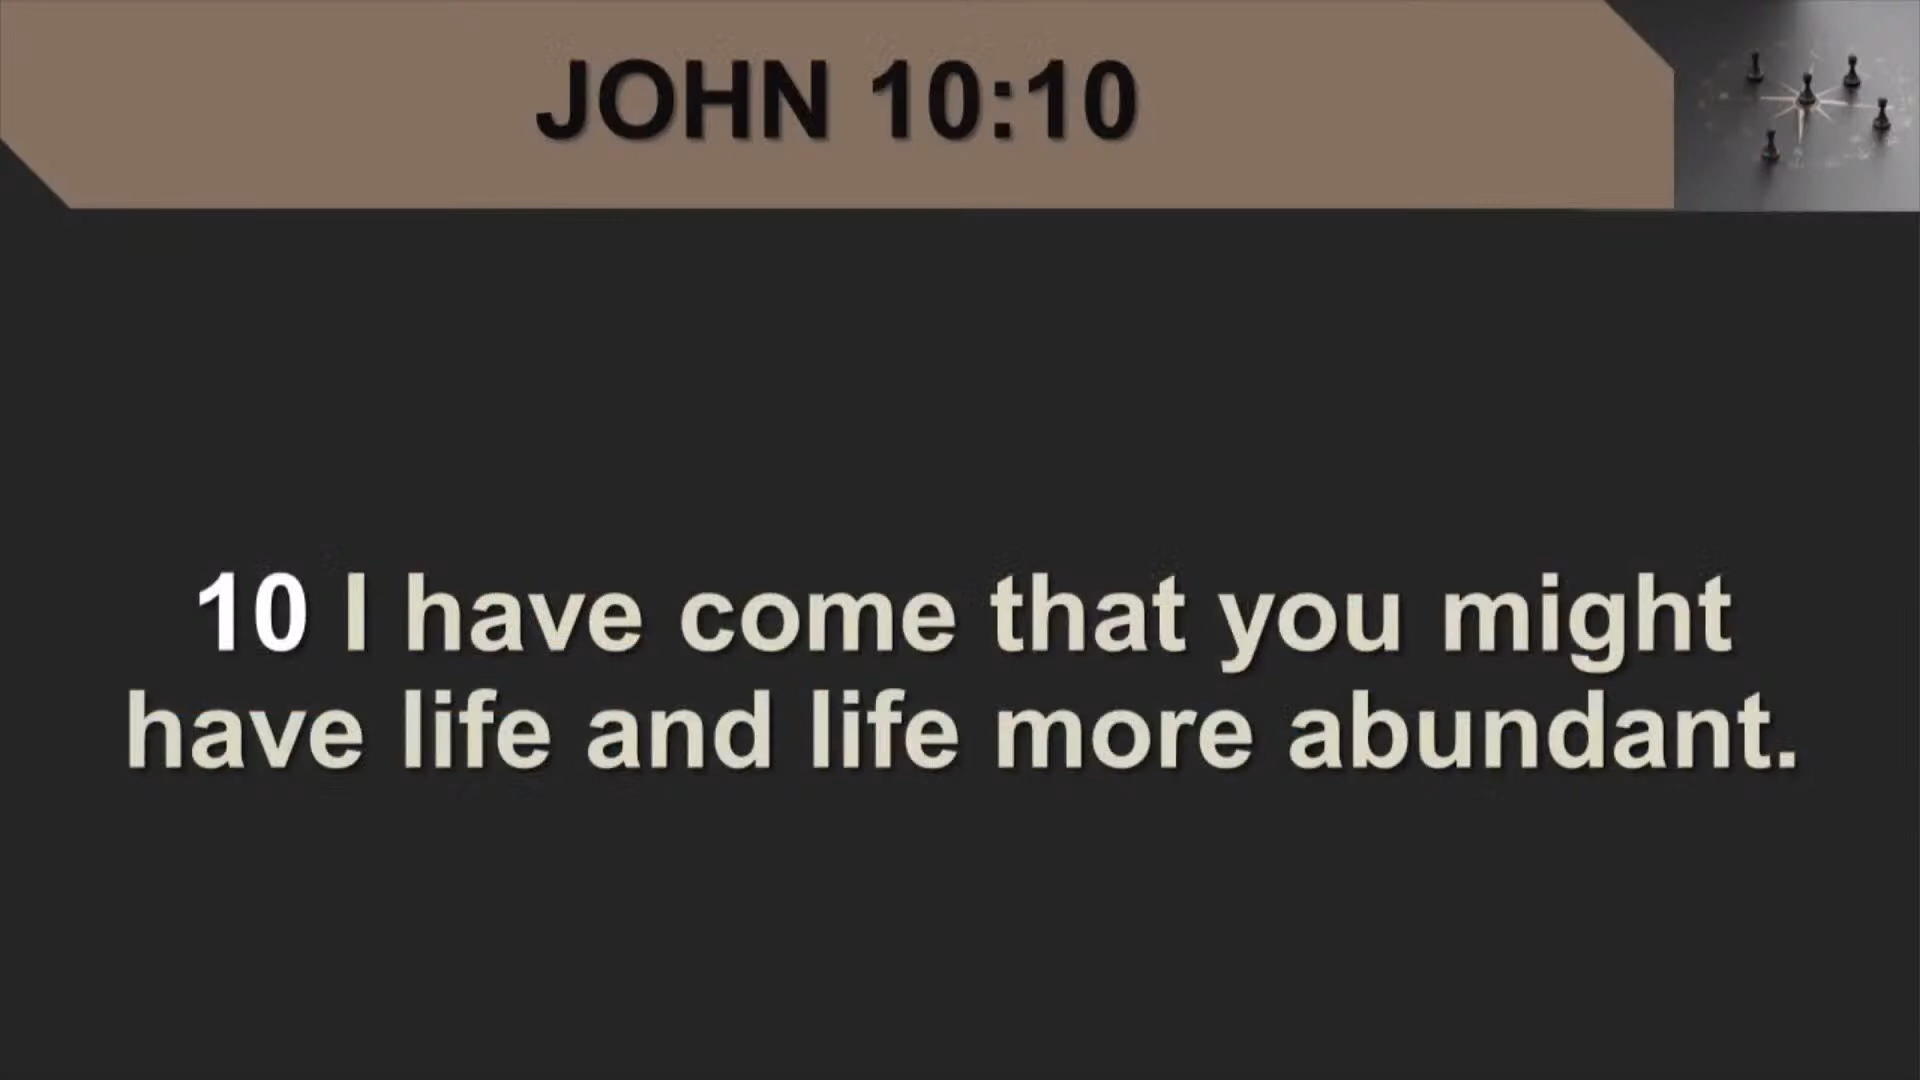 JOHN 10:10
10 I have come that you might
have life and life more abundant.